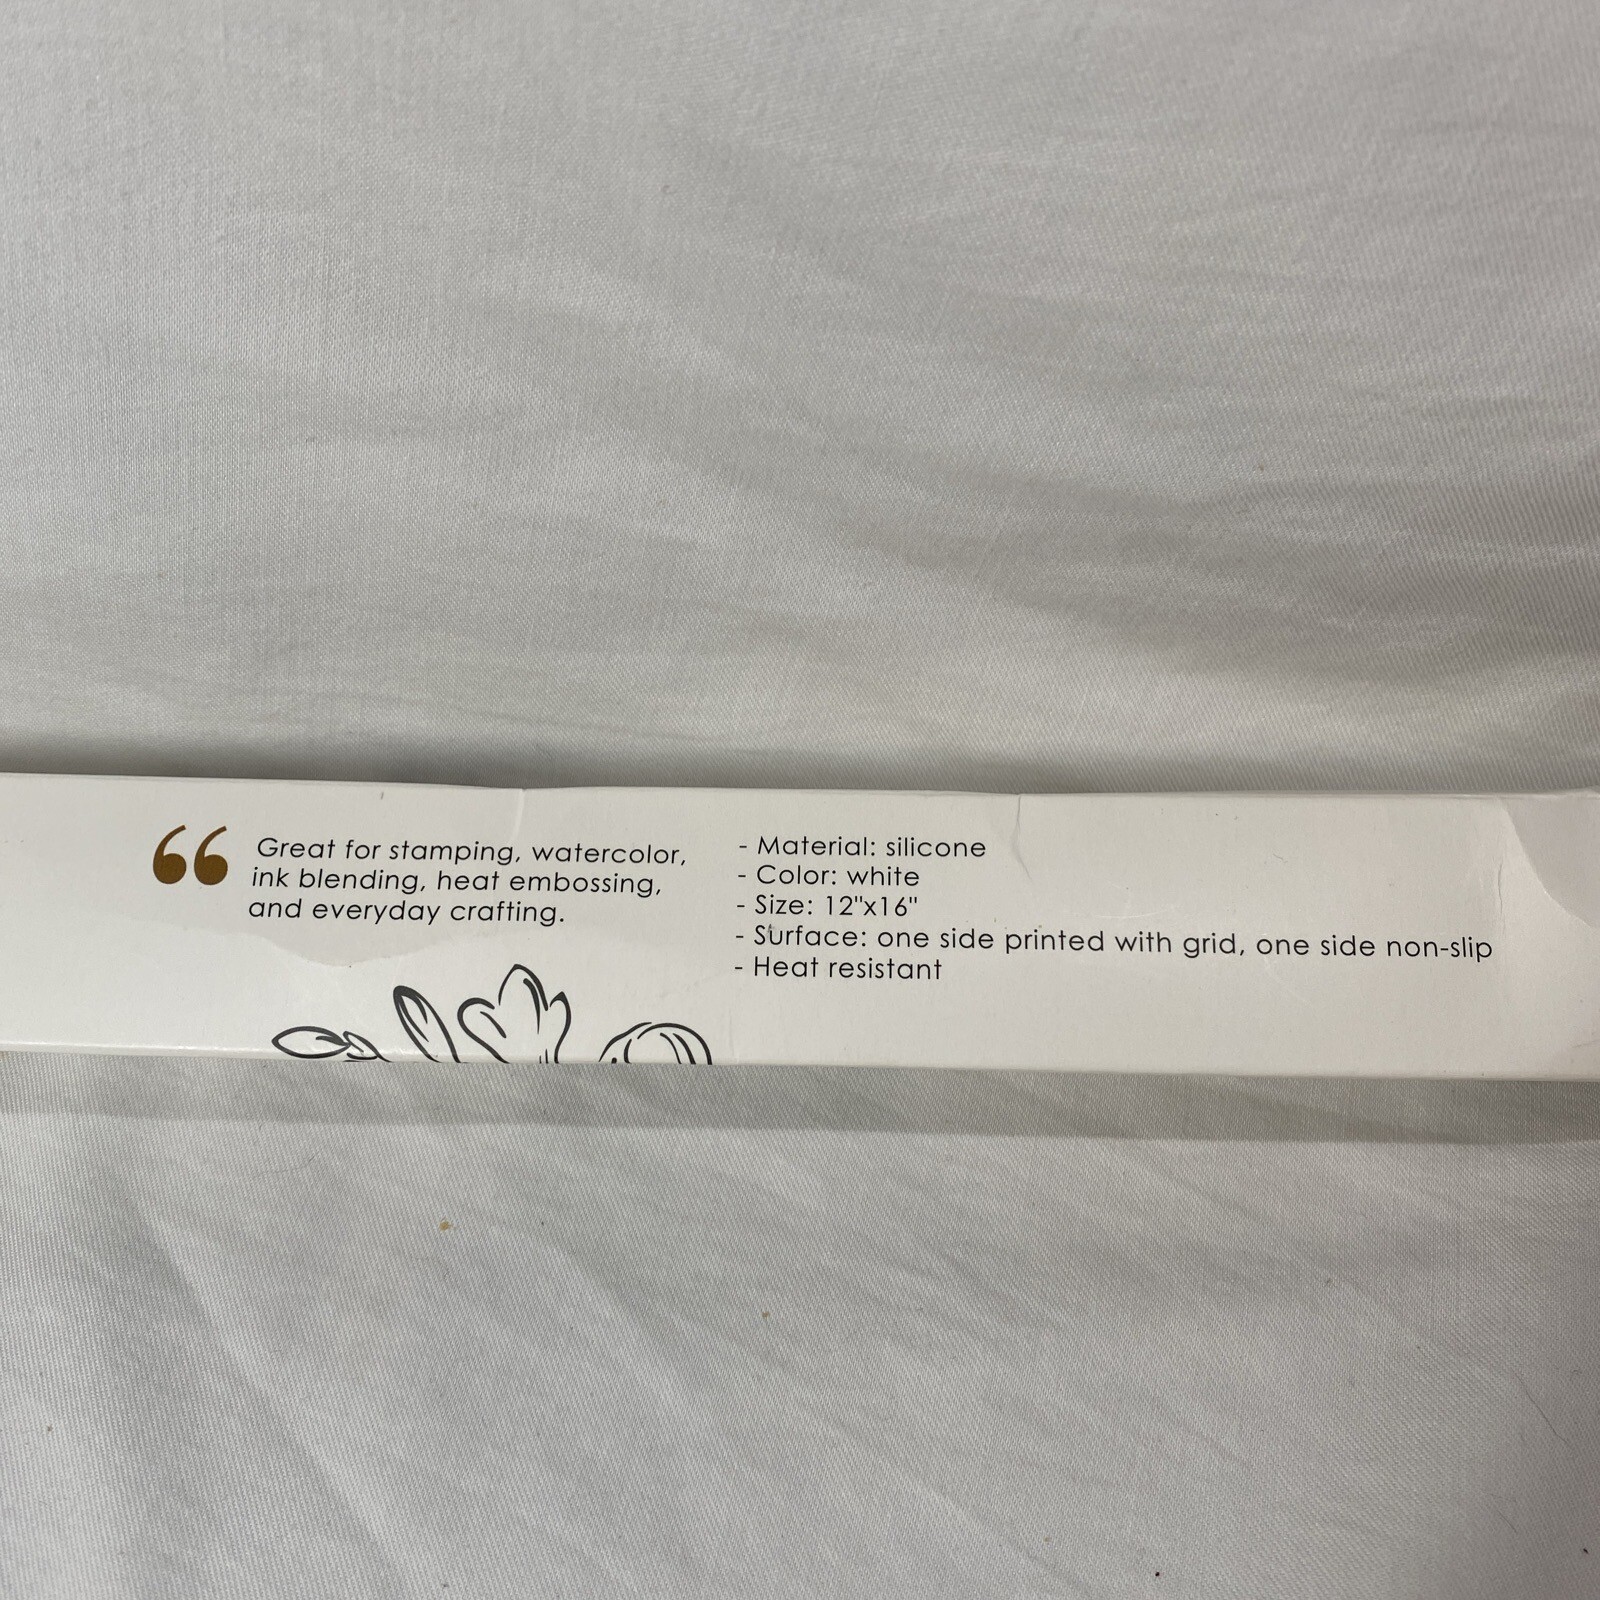 “
Great for stamping, watercolor,
ink blending, heat embossing,
and everyday crafting.
- Material: silicone
- Color: white
- Size: 12"x16"
- Surface: one side printed with grid, one side non-slip
- Heat resistant